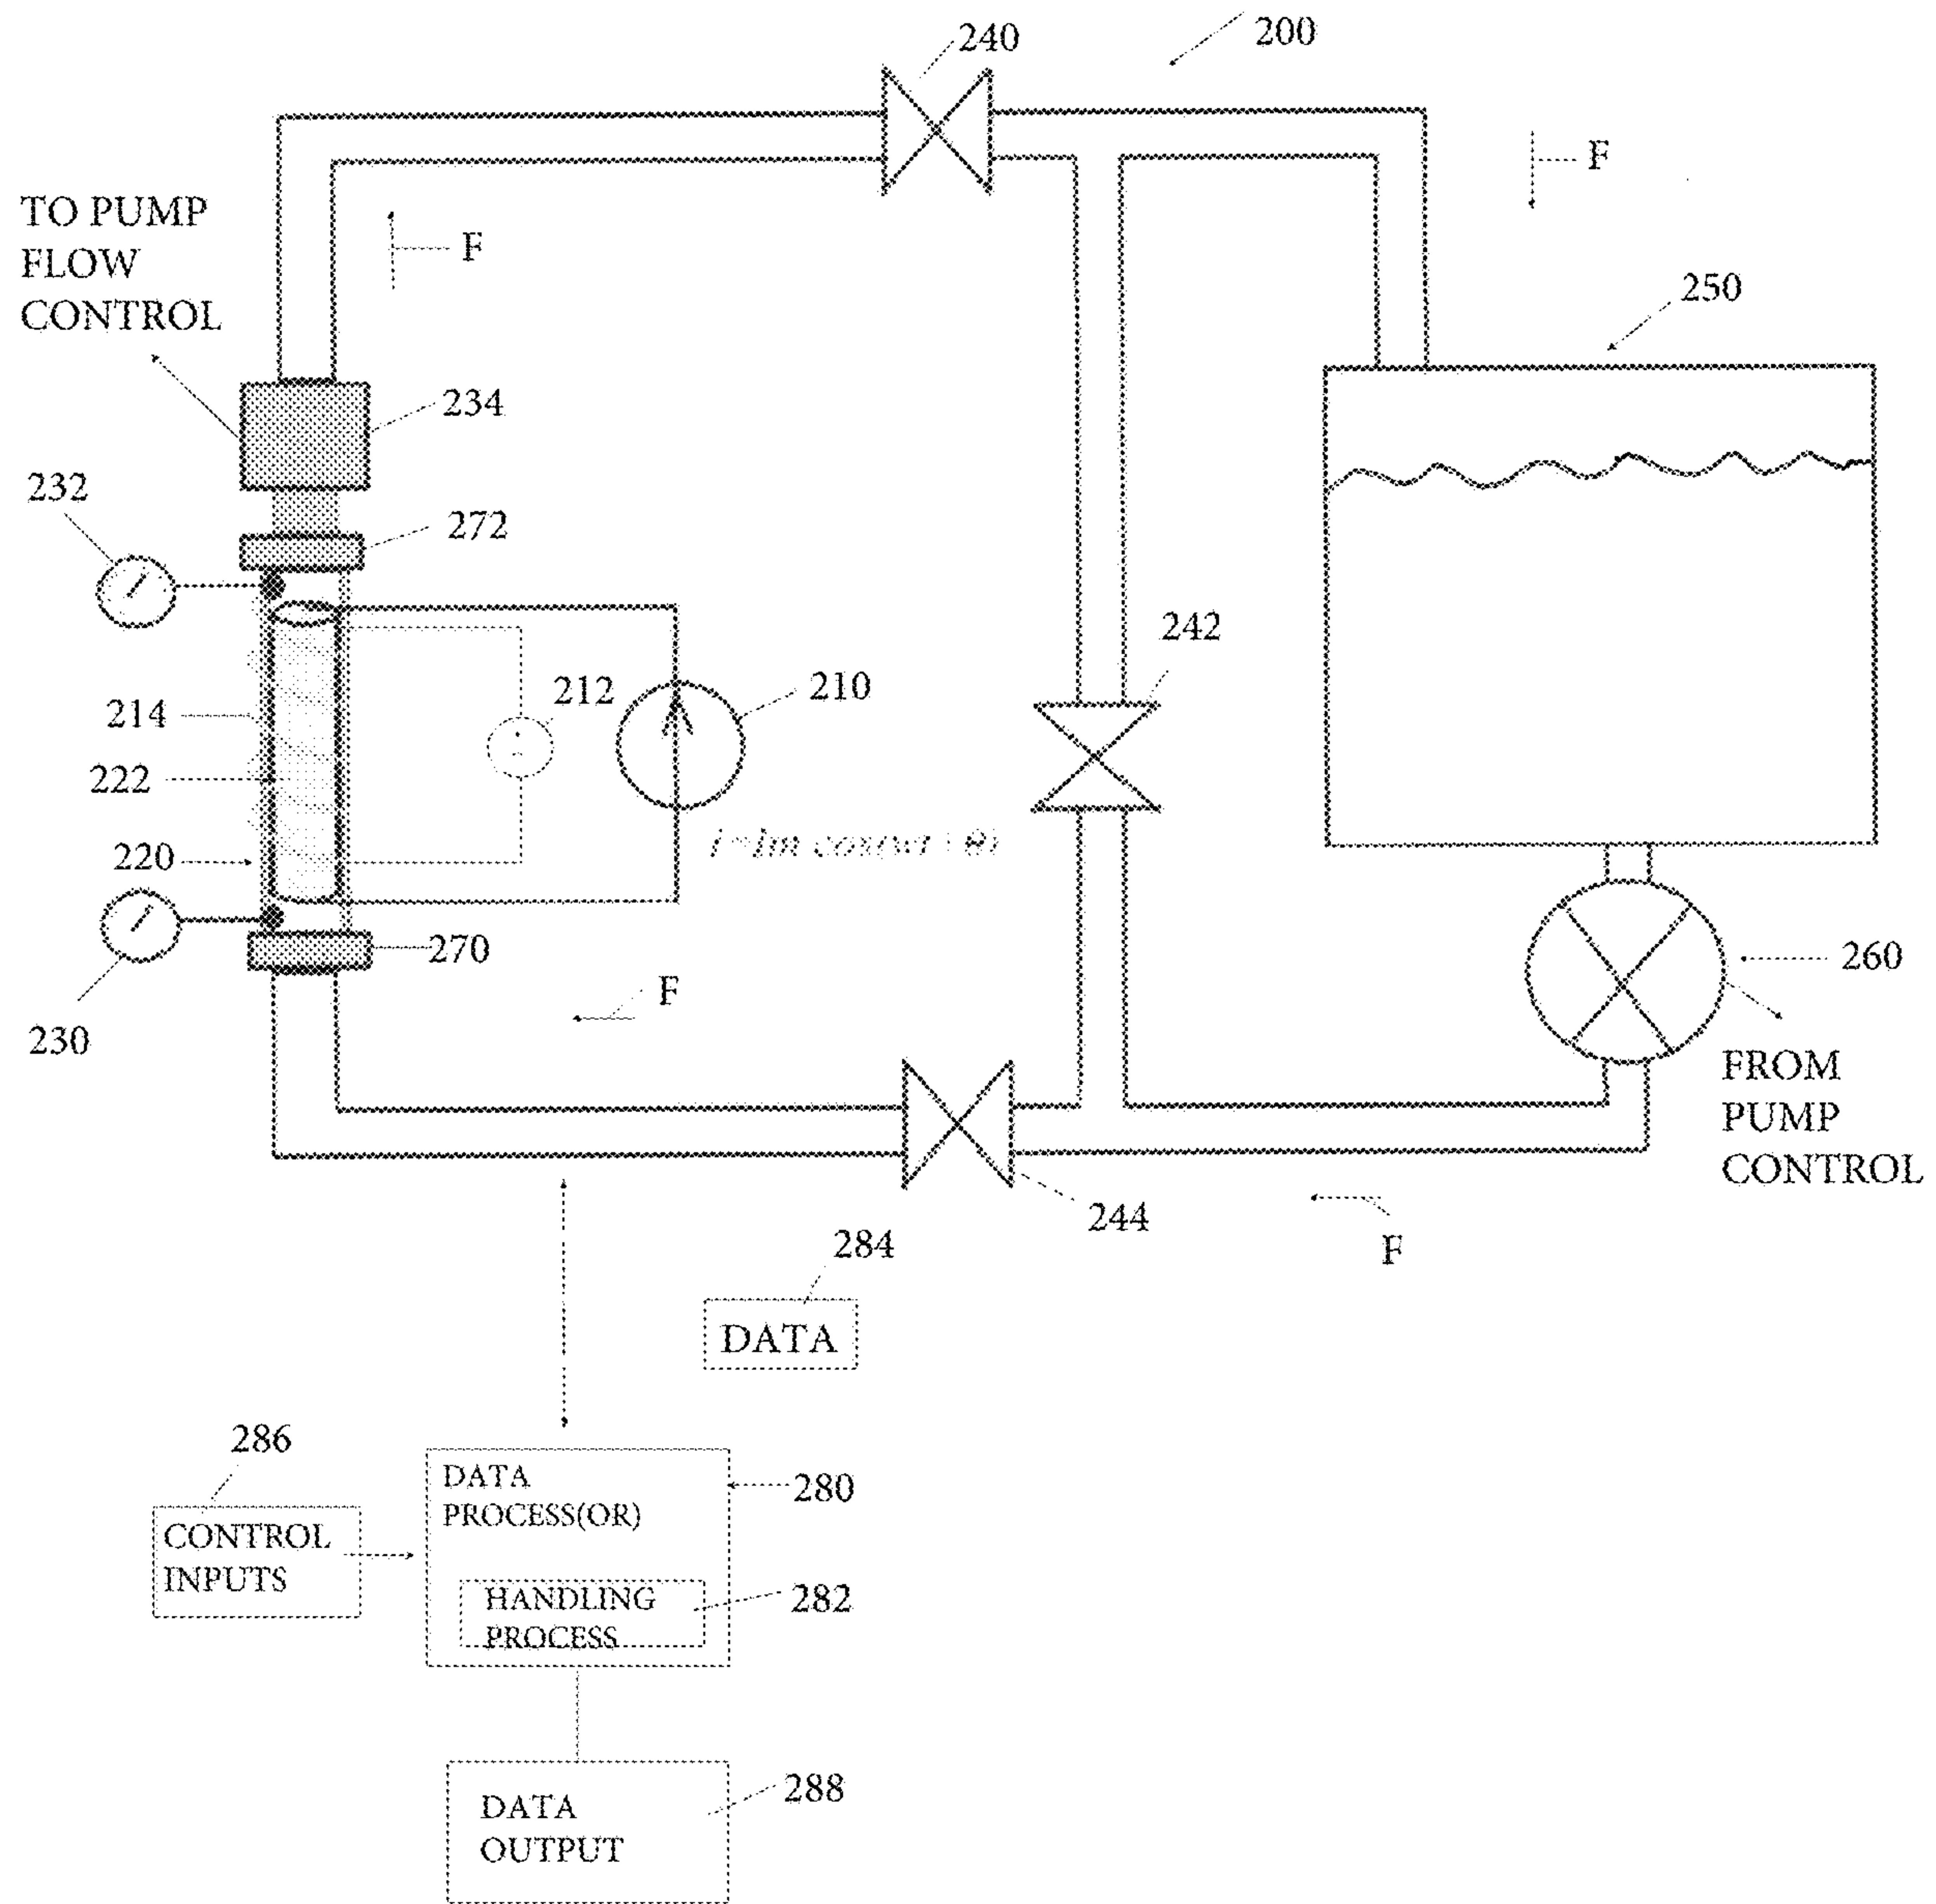 200
240
F
TO PUMP
FLOW
CONTROL
F
250
234
232
272
242
212
210
214
222
220
270
260
F
230
FROM
PUMP
CONTROL
244
284
F
DATA
286
DATA
PROCESS(OR)
280
CONTROL
INPUTS
HANDLING
PROCESS
282
288
DATA
OUTPUT